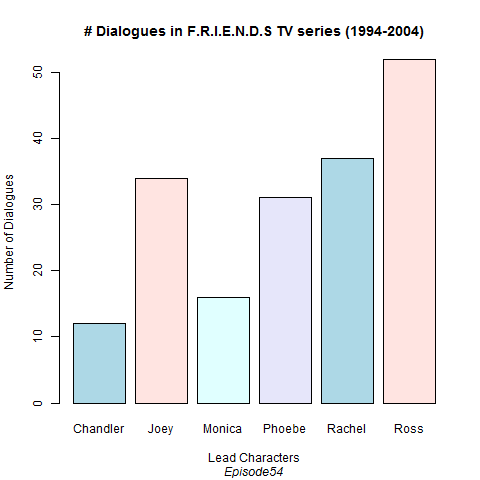 # Dialogues in F.R.I.E.N.D.S TV series (1994-2004)
Number of Dialogues
50
40
30
20
10
0
Chandler Joey Monica Phoebe Rachel Ross
Lead Characters
Episode54